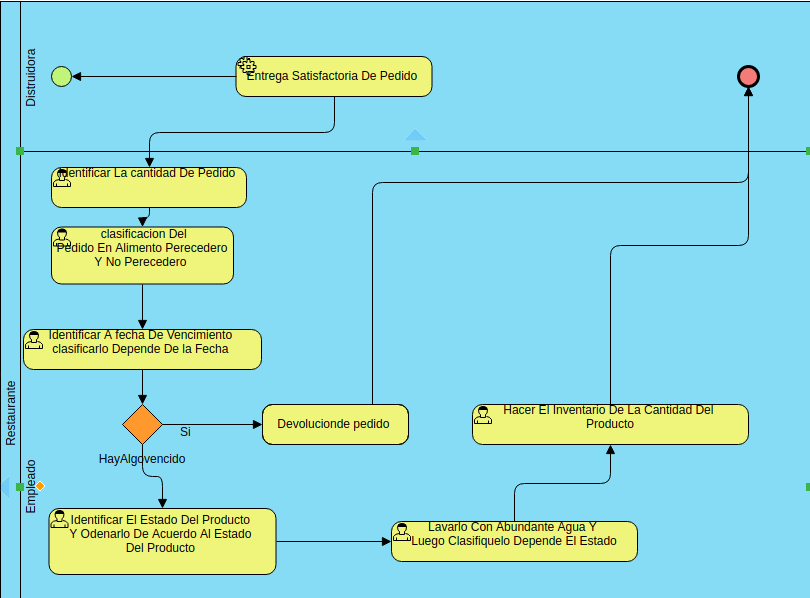 Distruidora
Entrega Satisfactoria De Pedido
Identificar La cantidad De Pedido
clasificacion Del
Pedido En Alimento Perecedero
Y No Perecedero
Identificar A fecha De Vencimiento
clasificarlo Depende De la Fecha
Restaurante
Si
Devolucionde pedido
Hacer El Inventario De La Cantidad Del
Producto
HayAlgovencido
Empleado
Identificar El Estado Del Producto
Y Odenarlo De Acuerdo Al Estado
Del Producto
Lavarlo Con Abundante Agua Y
Luego Clasifiquelo Depende El Estado